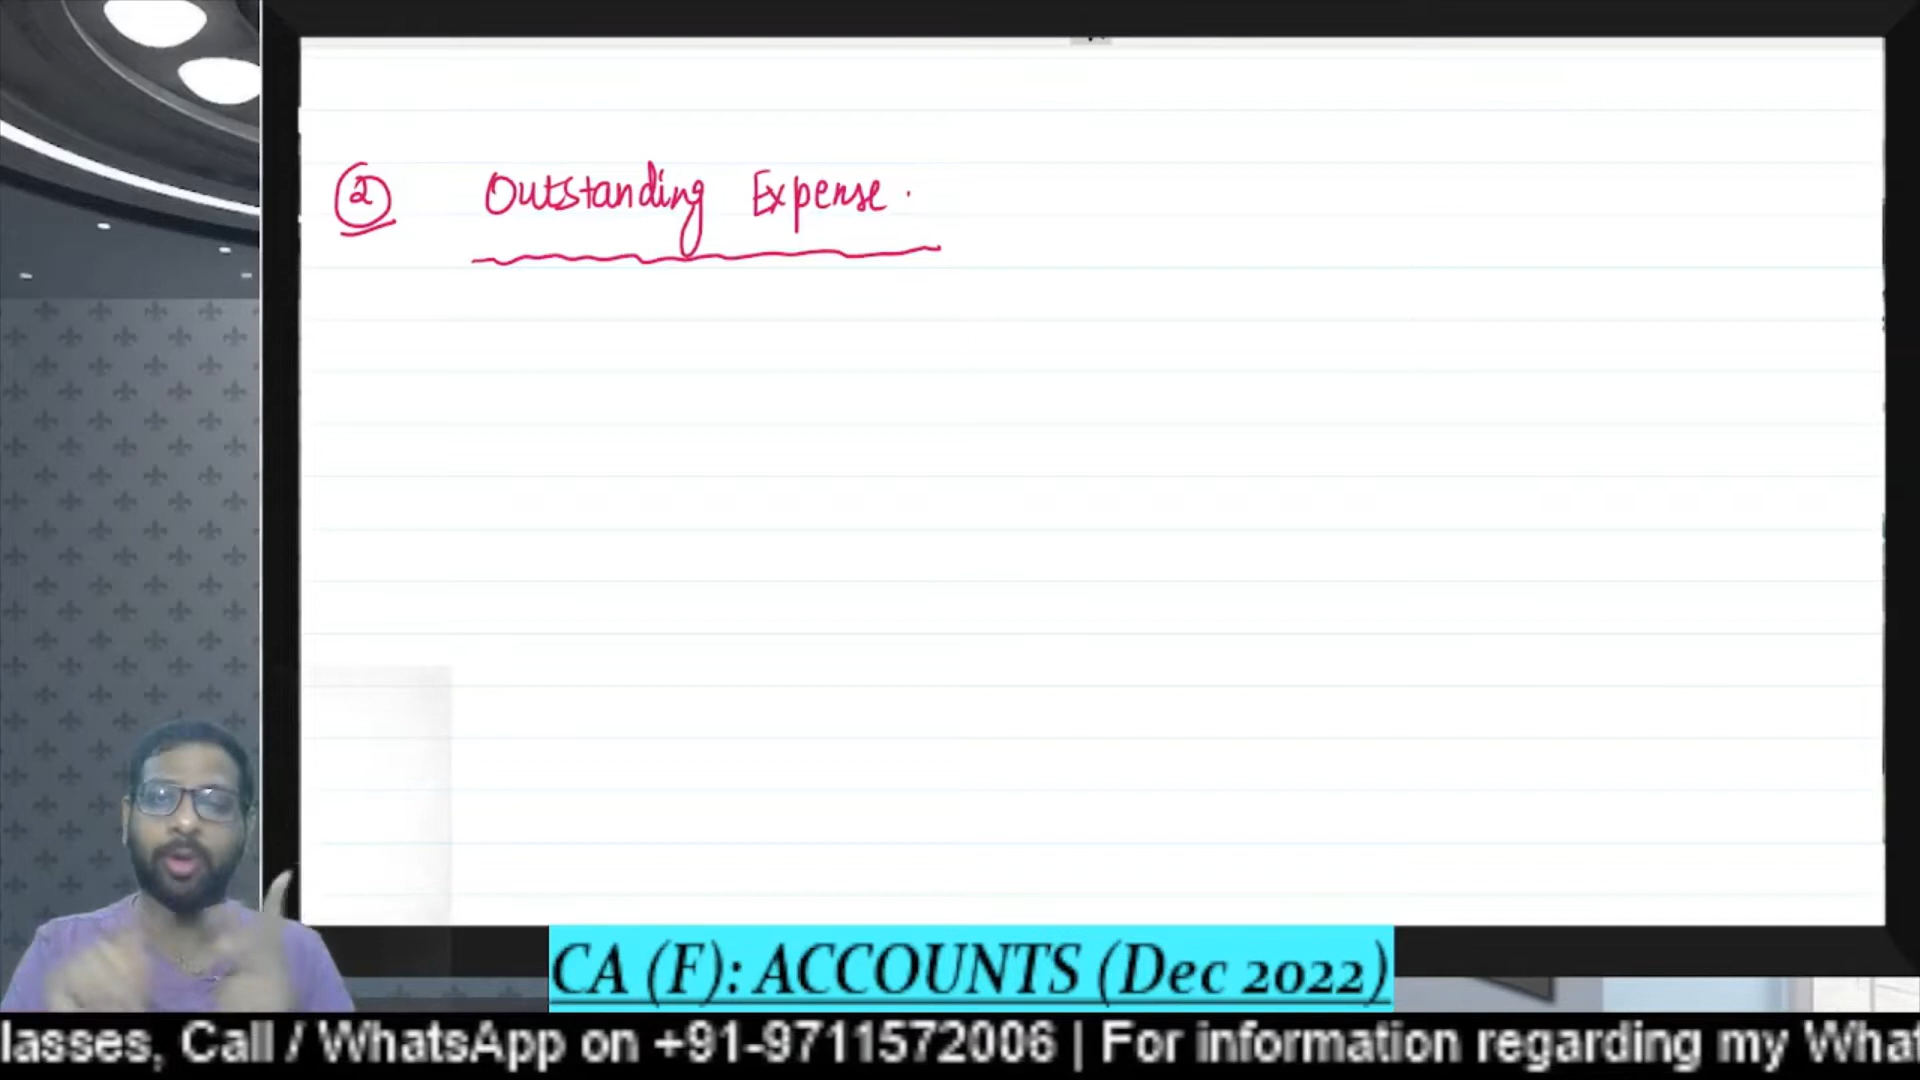 2 Outstanding Expense.
CA (F): ACCOUNTS (Dec 2022)
lasses, Call / WhatsApp on +91-9711572006 | For information regarding my What